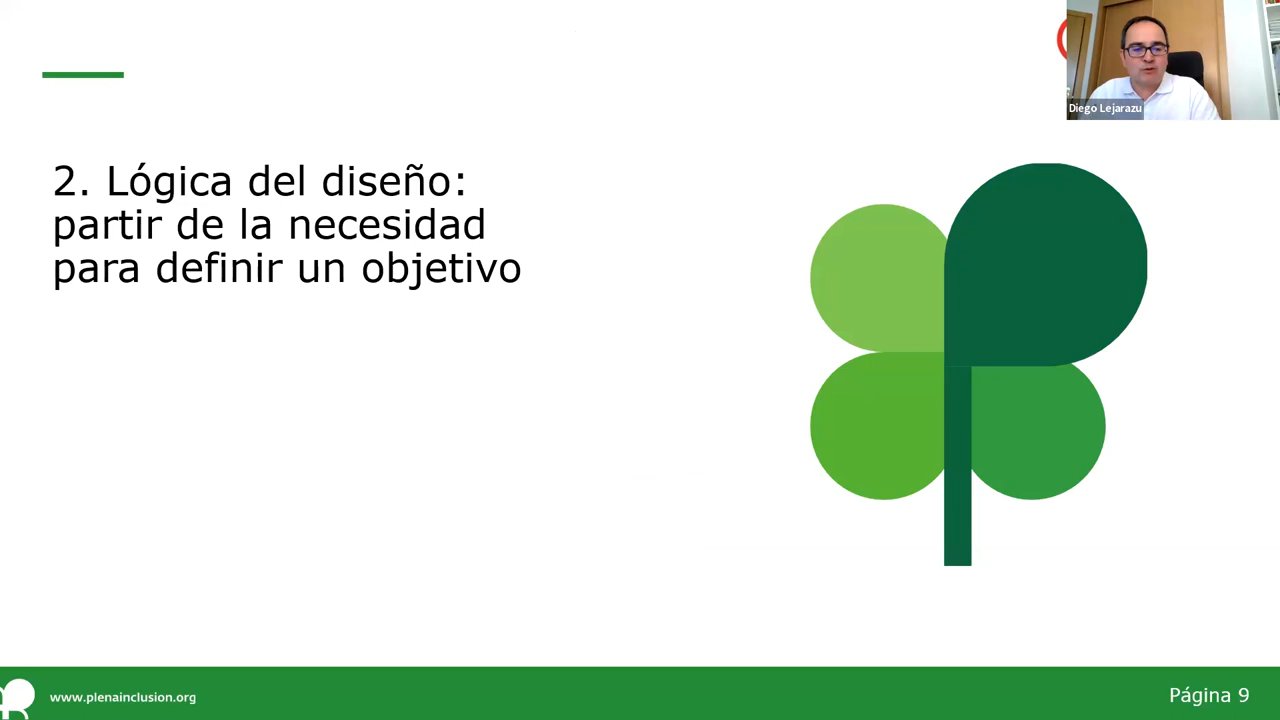 Diego Lejarazu
2. Lógica del diseño:
partir de la necesidad
para definir un objetivo
www.plenainclusion.org
Página 9